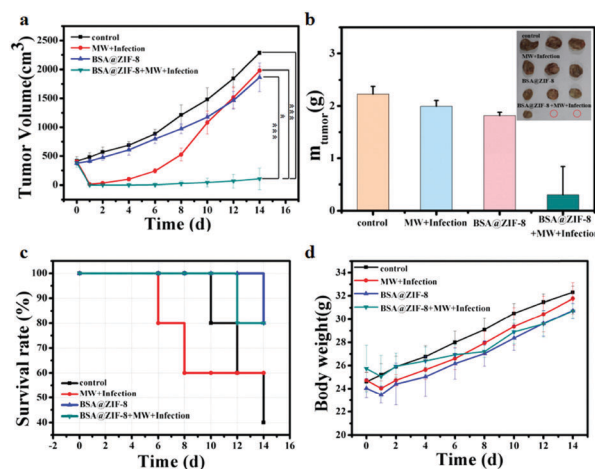 a
control
MW+Infection
BSA@ZIF-8
BSA@ZIF-8+MW+Infection
Tumor Volume(cm³)
2500
2000
1500
1000
500
0
0 2 4 6 8 10 12 14 16
Time (d)
b
control
MW+Infection
BSA@ZIF-8
BSA@ZIF-8+MW+Infection
m tumor (g)
3
2
1
0
control MW+Infection BSA@ZIF-8 BSA@ZIF-8
+MW+Infection
c
Survival rate (%)
100
90
80
70
60
50
40
control
MW+Infection
BSA@ZIF-8
BSA@ZIF-8+MW+Infection
0 2 4 6 8 10 12 14 16
Time (d)
d
control
MW+Infection
BSA@ZIF-8
BSA@ZIF-8+MW+Infection
Body weight(g)
32
30
28
26
24
22
20
0 2 4 6 8 10 12 14
Time (d)